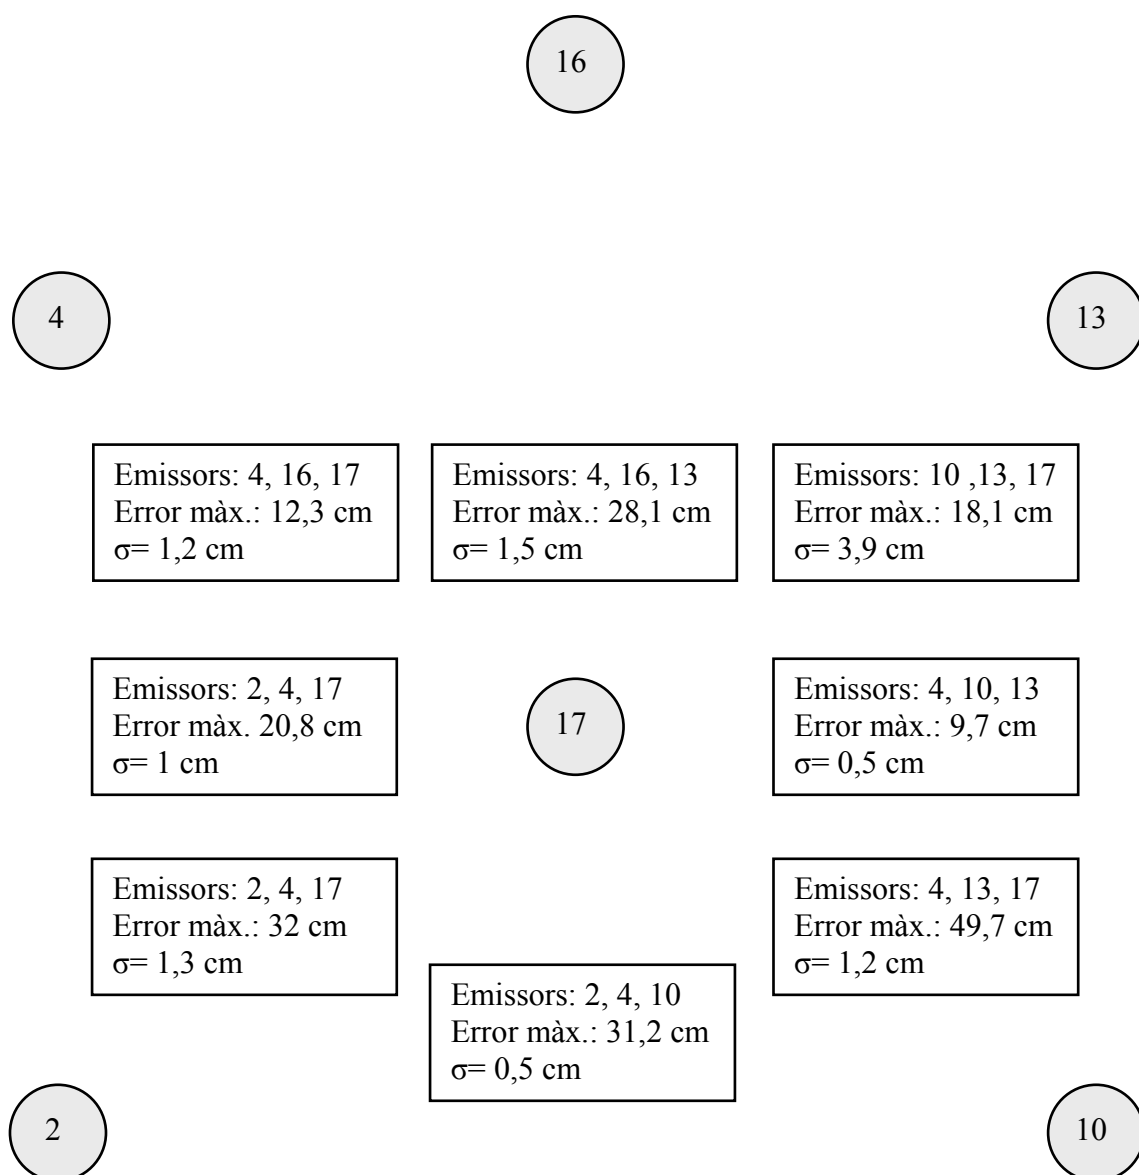 16
4
13
Emissors: 4, 16, 17
Error màx.: 12,3 cm
σ= 1,2 cm
Emissors: 4, 16, 13
Error màx.: 28,1 cm
σ= 1,5 cm
Emissors: 10 ,13, 17
Error màx.: 18,1 cm
σ= 3,9 cm
Emissors: 2, 4, 17
Error màx. 20,8 cm
σ= 1 cm
17
Emissors: 4, 10, 13
Error màx.: 9,7 cm
σ= 0,5 cm
Emissors: 2, 4, 17
Error màx.: 32 cm
σ= 1,3 cm
Emissors: 4, 13, 17
Error màx.: 49,7 cm
σ= 1,2 cm
Emissors: 2, 4, 10
Error màx.: 31,2 cm
σ= 0,5 cm
2
10